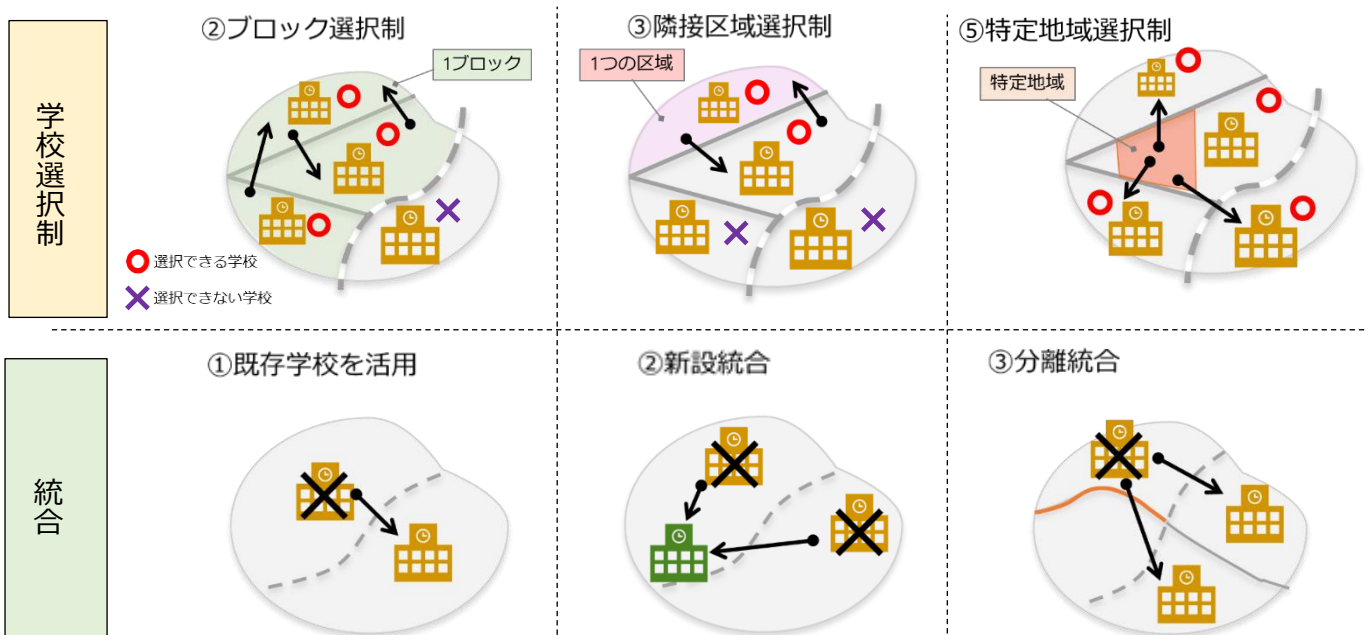 学校選択制
②ブロック選択制
1ブロック
選択できる学校
選択できない学校
③隣接区域選択制
1つの区域
⑤特定地域選択制
特定地域
統合
①既存学校を活用
②新設統合
③分離統合